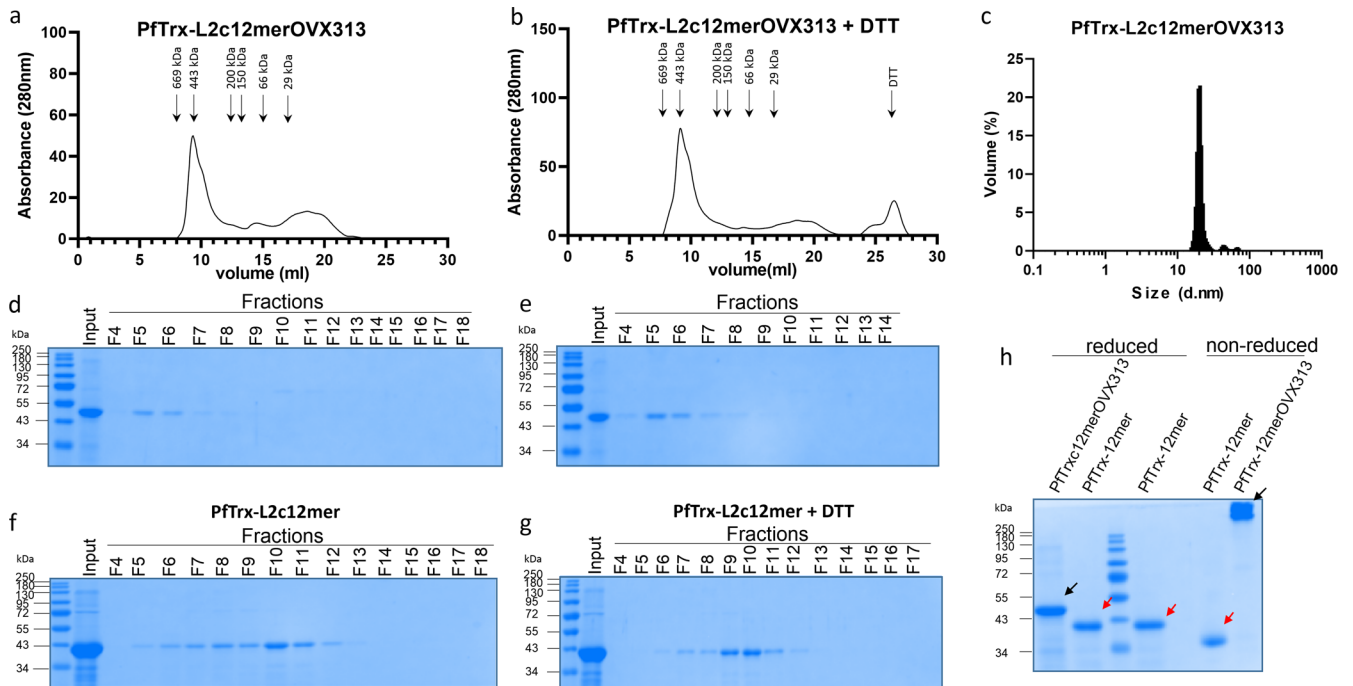 a
PfTrx-L2c12merOVX313
Absorbance (280nm)
100
80
60
40
20
0
669 kDa
443 kDa
200 kDa
150 kDa
66 kDa
29 kDa
0 5 10 15 20 25 30
volume (ml)
b
PfTrx-L2c12merOVX313 + DTT
Absorbance (280nm)
150
100
50
0
669 kDa
443 kDa
200 kDa
150 kDa
66 kDa
29 kDa
DTT
0 5 10 15 20 25 30
volume(ml)
c
PfTrx-L2c12merOVX313
Volume (%)
25
20
15
10
5
0
0.1 1 10 100 1000
Size (d.nm)
d
Fractions
kDa
Input F4 F5 F6 F7 F8 F9 F10 F11 F12 F13 F14 F15 F16 F17 F18
250
180
130
95
72
55
43
34
e
Fractions
kDa
Input F4 F5 F6 F7 F8 F9 F10 F11 F12 F13 F14
250
180
130
95
72
55
43
34
f
PfTrx-L2c12mer
Fractions
kDa
Input F4 F5 F6 F7 F8 F9 F10 F11 F12 F13 F14 F15 F16 F17 F18
250
180
130
95
72
55
43
34
g
PfTrx-L2c12mer + DTT
Fractions
kDa
Input F4 F5 F6 F7 F8 F9 F10 F11 F12 F13 F14 F15 F16 F17
250
180
130
95
72
55
43
34
h
reduced
non-reduced
PfTrxc12merOVX313
PfTrx-12mer
PfTrx-12mer
PfTrx-12mer
PfTrx-12merOVX313
kDa
250
180
130
95
72
55
43
34